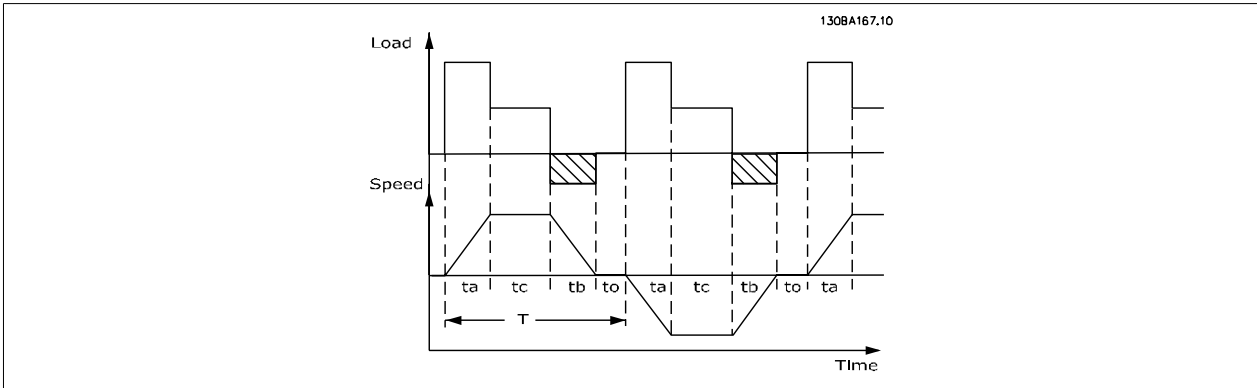 130BA167.10
Load
Speed
ta tc tb to ta tc tb to ta
T
Time